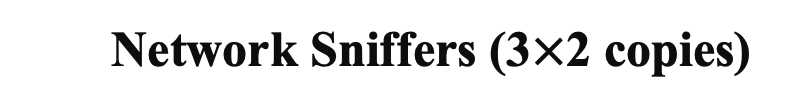 Network Sniffers (3×2 copies)